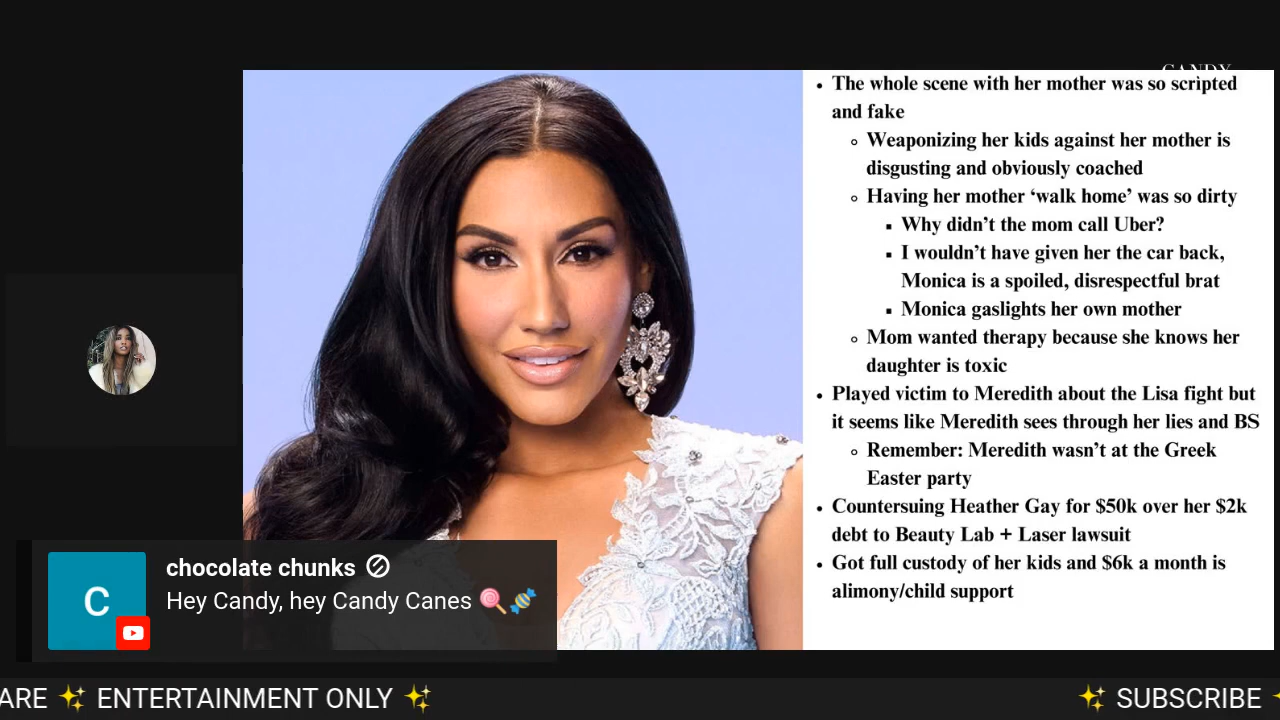 CANDY
The whole scene with her mother was so scripted
and fake
Weaponizing her kids against her mother is
disgusting and obviously coached
Having her mother ‘walk home’ was so dirty
Why didn’t the mom call Uber?
I wouldn’t have given her the car back,
Monica is a spoiled, disrespectful brat
Monica gaslights her own mother
Mom wanted therapy because she knows her
daughter is toxic
Played victim to Meredith about the Lisa fight but
it seems like Meredith sees through her lies and BS
Remember: Meredith wasn’t at the Greek
Easter party
Countersuing Heather Gay for $50k over her $2k
debt to Beauty Lab + Laser lawsuit
Got full custody of her kids and $6k a month is
alimony/child support
C
chocolate chunks
Hey Candy, hey Candy Canes 🍭🍬
ARE ✨ ENTERTAINMENT ONLY ✨ ✨ SUBSCRIBE